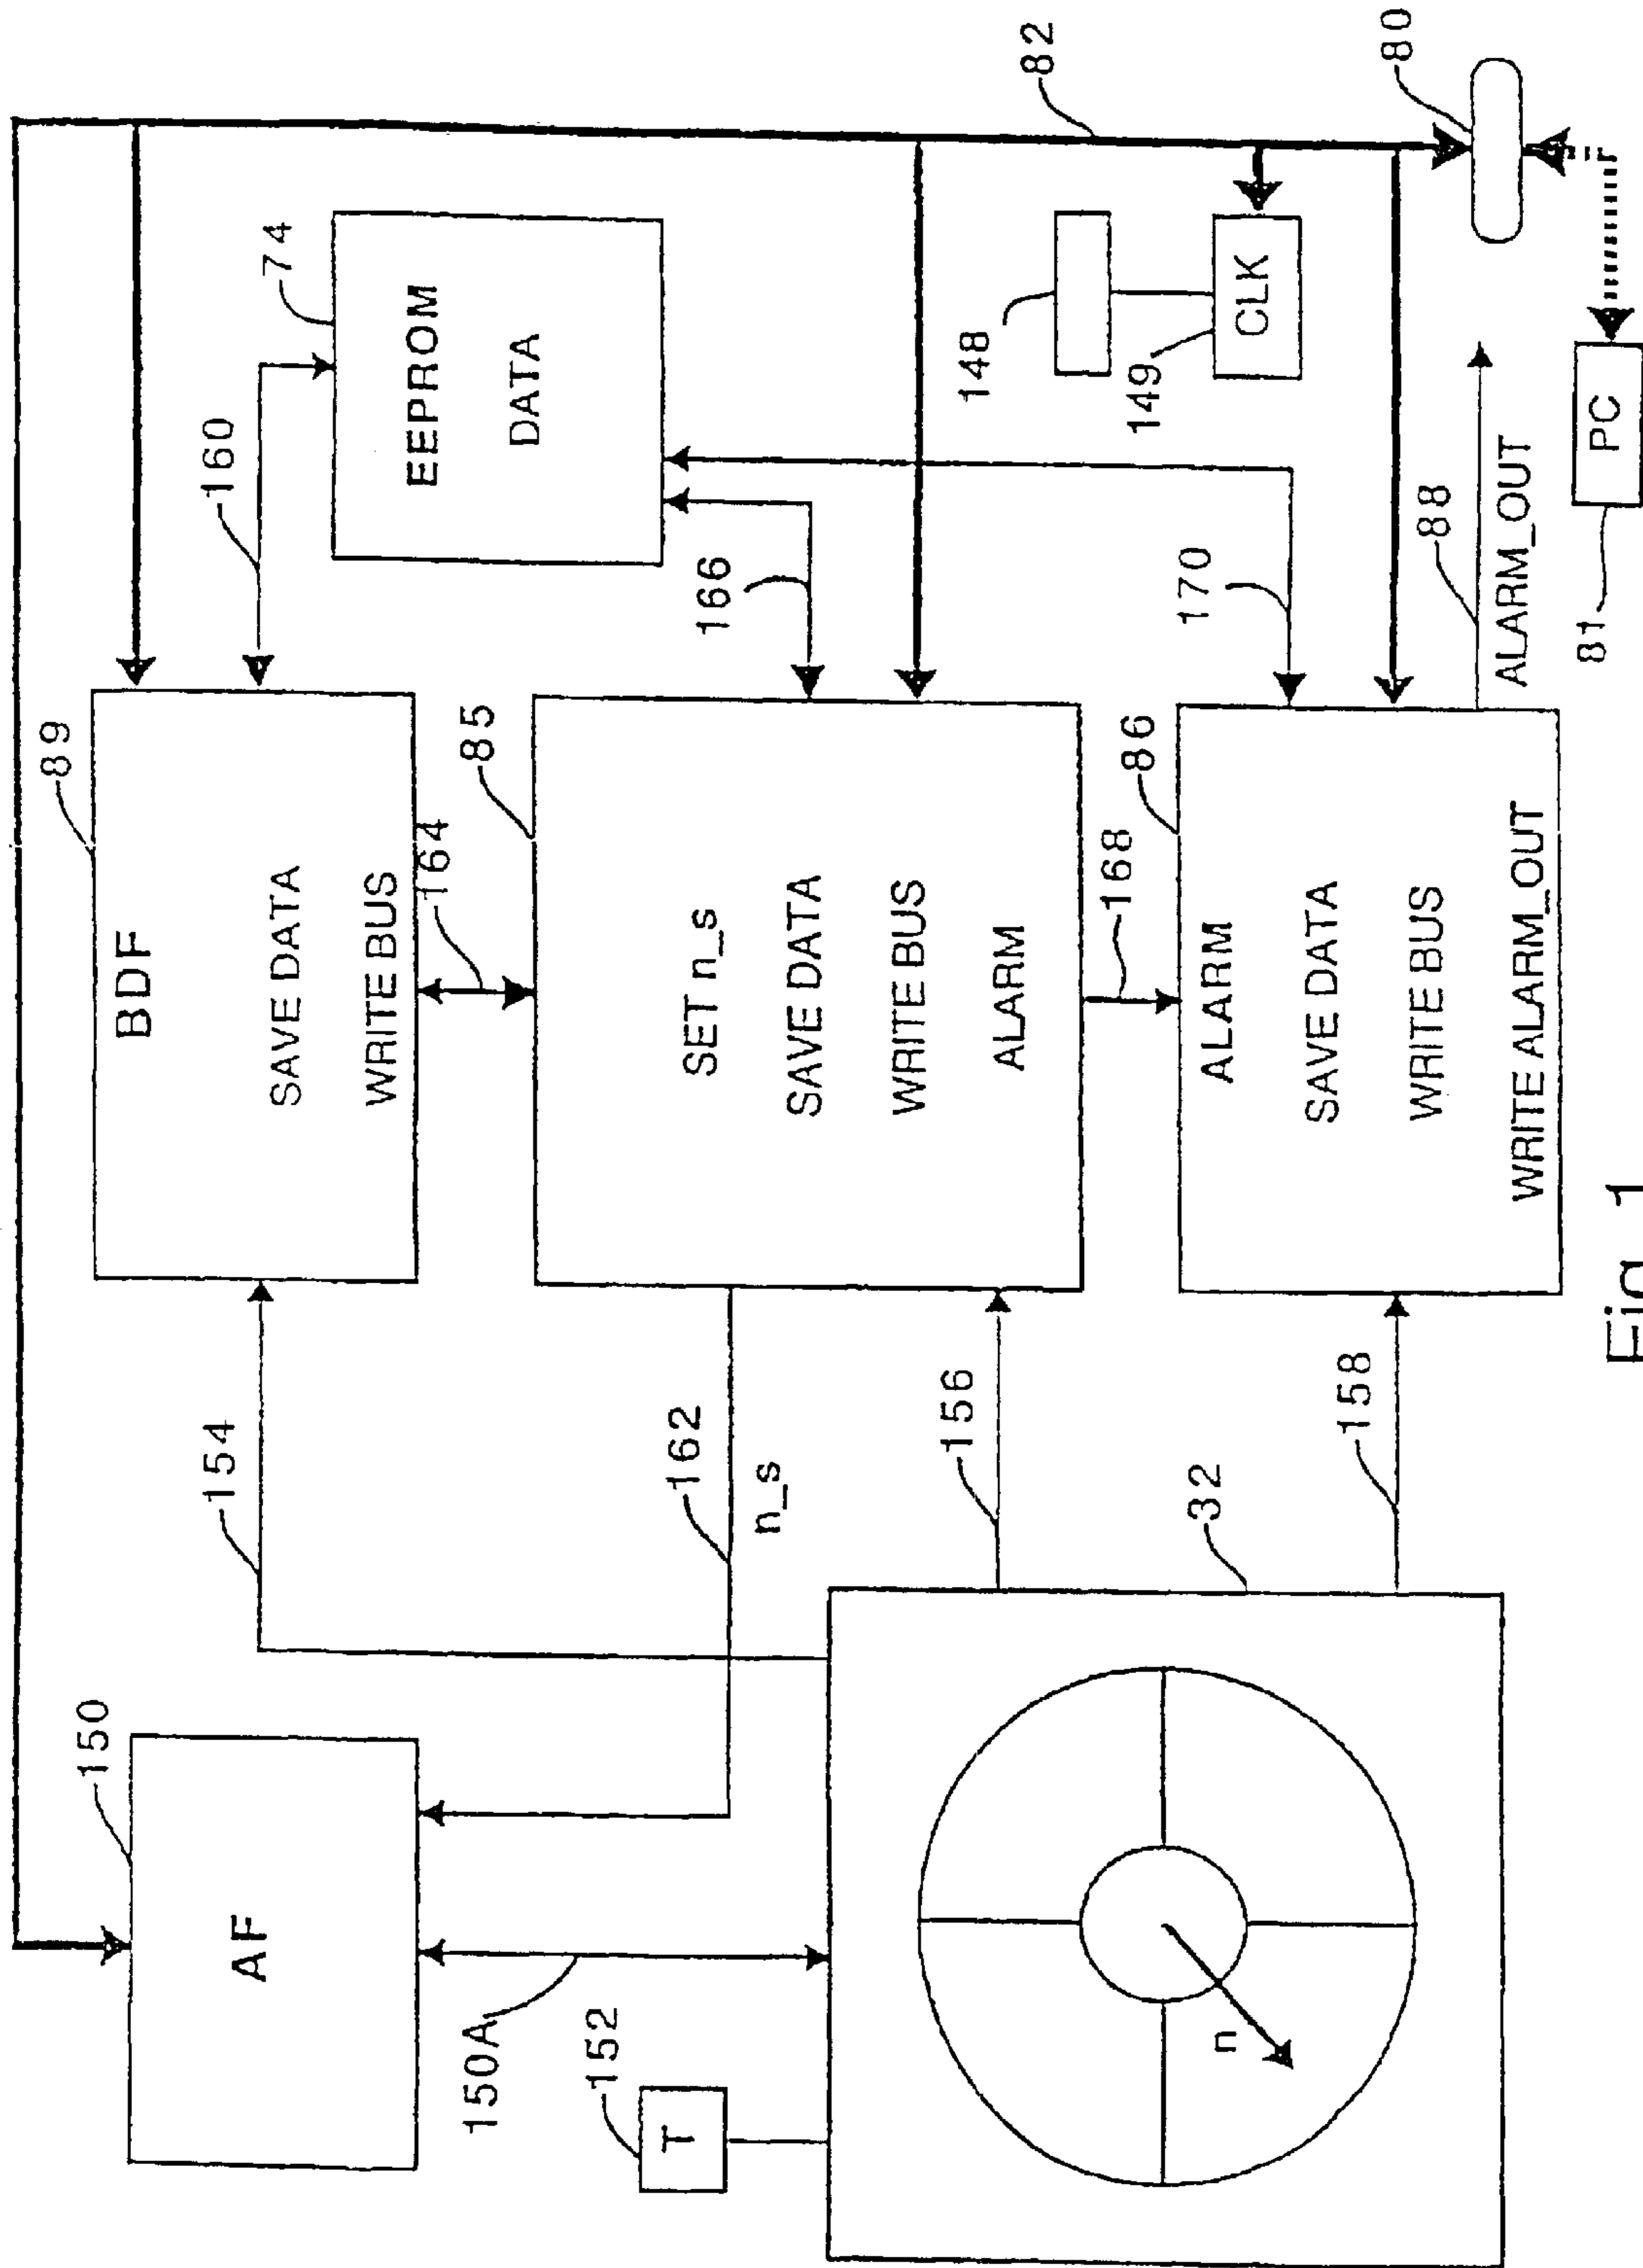 150
AF
150A
152
T
n
32
154
162
n_s
156
158
89
BDF
SAVE DATA
WRITE BUS
164
85
SET n_s
SAVE DATA
WRITE BUS
ALARM
168
86
ALARM
SAVE DATA
WRITE BUS
WRITE ALARM_OUT
160
74
EEPROM
DATA
166
170
148
149
CLK
82
80
88
ALARM_OUT
81
PC
Fig. 1